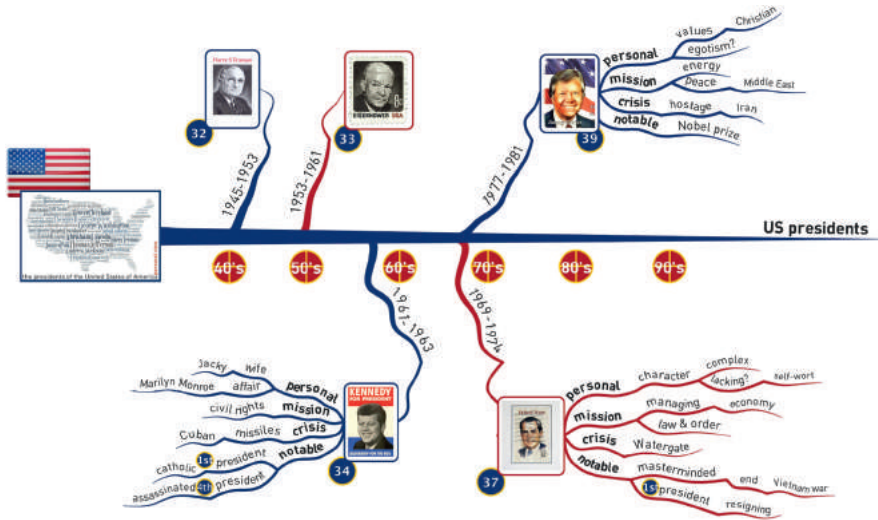 Harry S Truman
32
1945-1953
8c
EISENHOWER USA
33
1953-1961
39
1977-1981
personal
values
Christian
egotism?
mission
energy
peace
Middle East
crisis
hostage
Iran
notable
Nobel prize
the presidents of the United States of America
US presidents
40's
50's
60's
70's
80's
90's
1961-1963
KENNEDY
FOR PRESIDENT
34
personal
wife
Jacky
affair
Marilyn Monroe
mission
civil rights
crisis
missiles
Cuban
notable
1st president
catholic
4th president
assassinated
1969-1974
37
personal
character
complex
lacking?
self-wort
mission
managing
economy
law & order
crisis
Watergate
notable
masterminded
end
Vietnam war
1st president
resigning